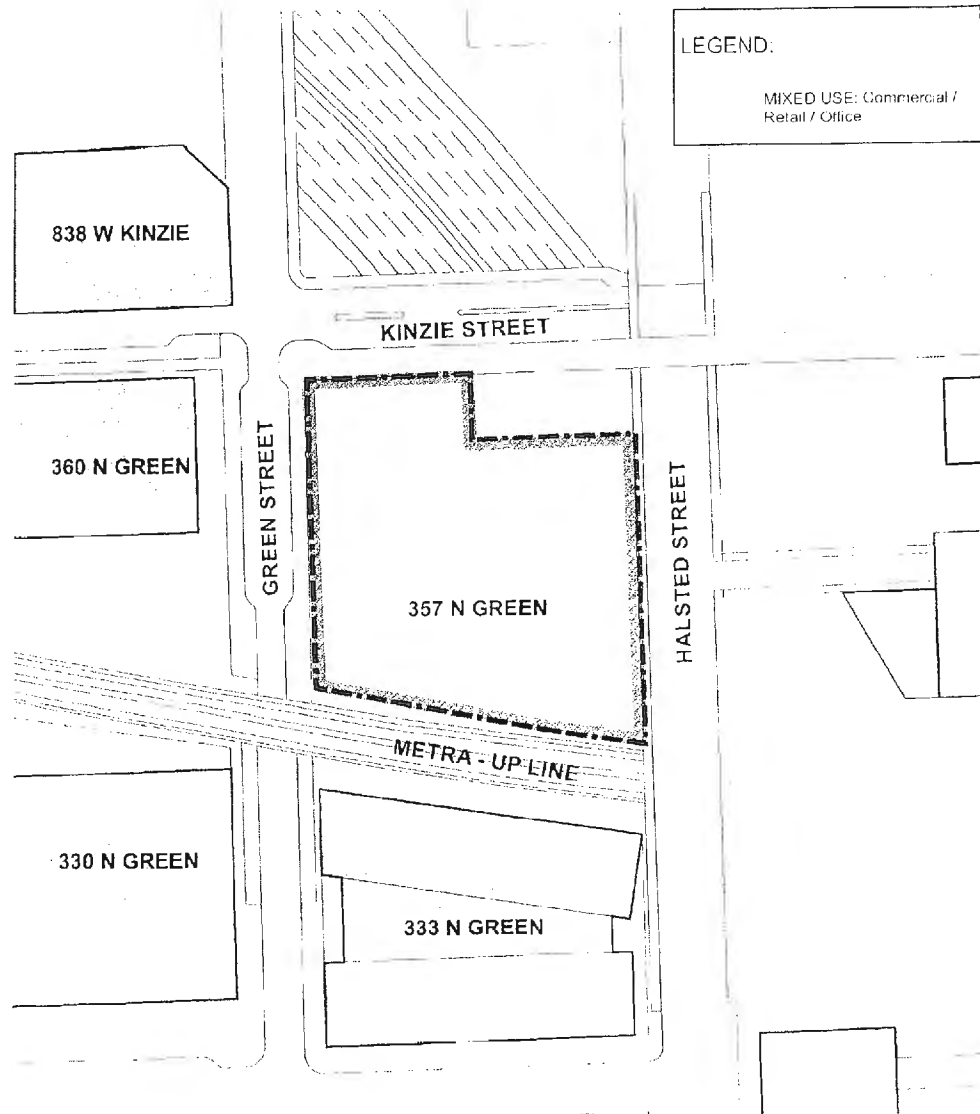 LEGEND:
MIXED USE: Commercial /
Retail / Office
838 W KINZIE
KINZIE STREET
360 N GREEN
GREEN STREET
357 N GREEN
HALSTED STREET
METRA - UP LINE
330 N GREEN
333 N GREEN